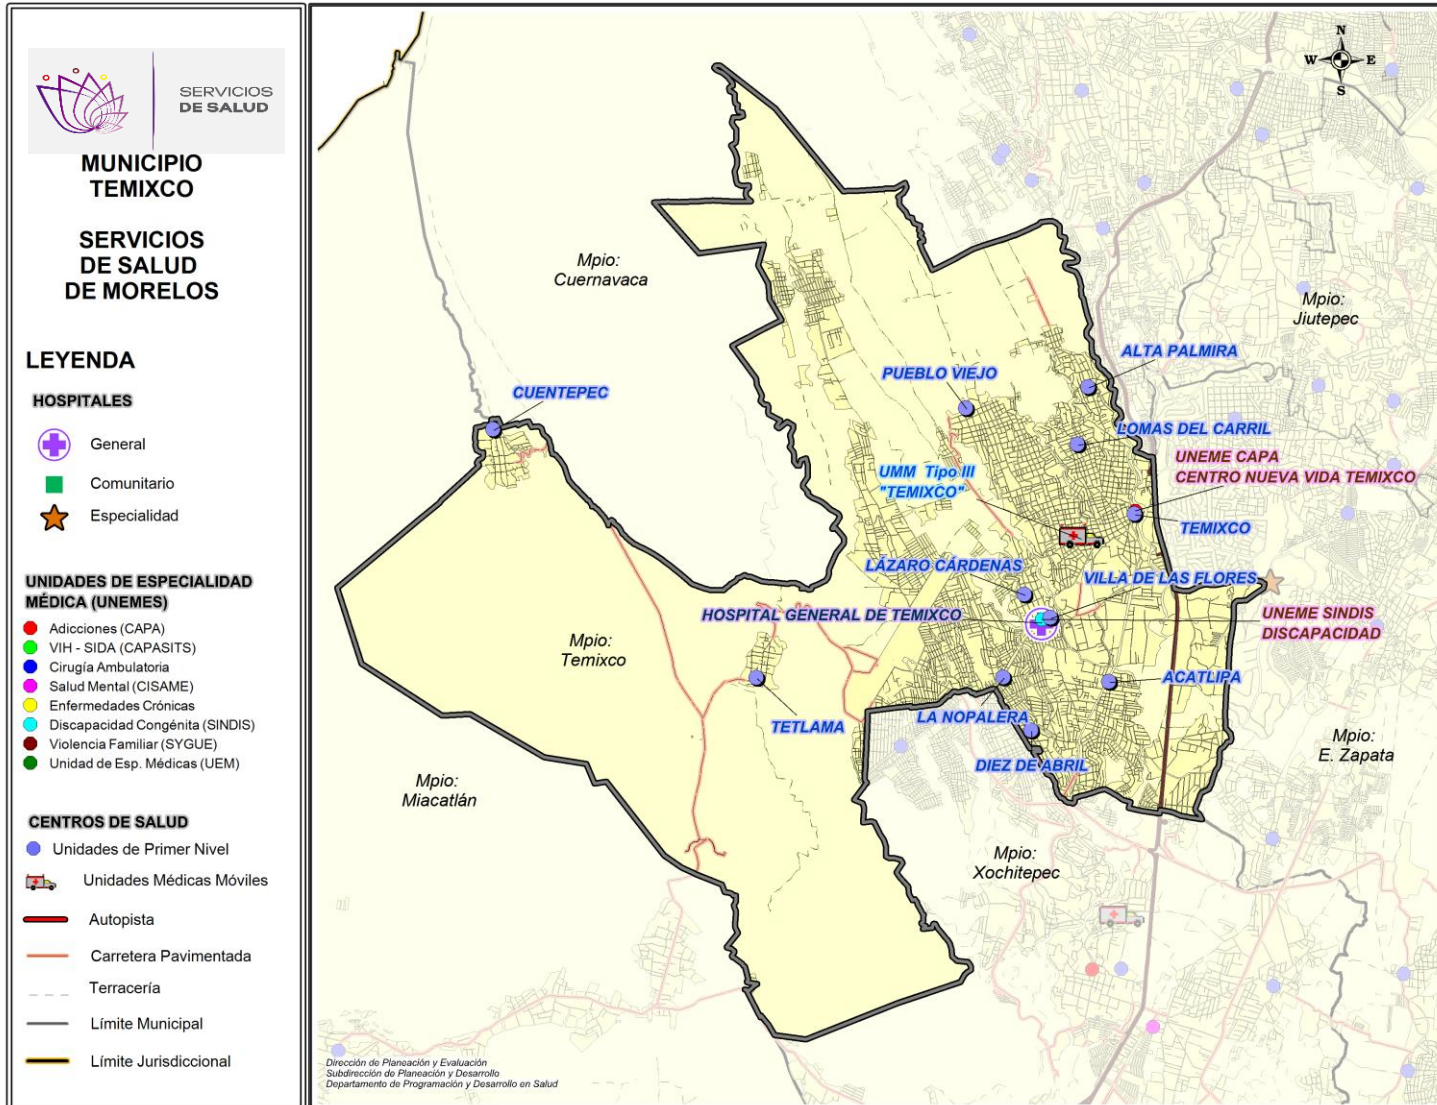 SERVICIOS
DE SALUD
MUNICIPIO
TEMIXCO
SERVICIOS
DE SALUD
DE MORELOS
LEYENDA
HOSPITALES
General
Comunitario
Especialidad
UNIDADES DE ESPECIALIDAD
MÉDICA (UNEMES)
Adicciones (CAPA)
VIH - SIDA (CAPASITS)
Cirugía Ambulatoria
Salud Mental (CISAME)
Enfermedades Crónicas
Discapacidad Congénita (SINDIS)
Violencia Familiar (SYGUE)
Unidad de Esp. Médicas (UEM)
CENTROS DE SALUD
Unidades de Primer Nivel
Unidades Médicas Móviles
Autopista
Carretera Pavimentada
Terracería
Límite Municipal
Límite Jurisdiccional
N
W E
S
Mpio:
Cuernavaca
Mpio:
Jiutepec
ALTA PALMIRA
PUEBLO VIEJO
CUENTEPEC
LOMAS DEL CARRIL
UNEME CAPA
CENTRO NUEVA VIDA TEMIXCO
UMM Tipo III
"TEMIXCO"
TEMIXCO
LÁZARO CÁRDENAS
VILLA DE LAS FLORES
HOSPITAL GENERAL DE TEMIXCO
UNEME SINDIS
DISCAPACIDAD
Mpio:
Temixco
ACATLIPA
LA NOPALERA
TETLAMA
DIEZ DE ABRIL
Mpio:
E. Zapata
Mpio:
Miacatlán
Mpio:
Xochitepec
Dirección de Planeación y Evaluación
Subdirección de Planeación y Desarrollo
Departamento de Programación y Desarrollo en Salud